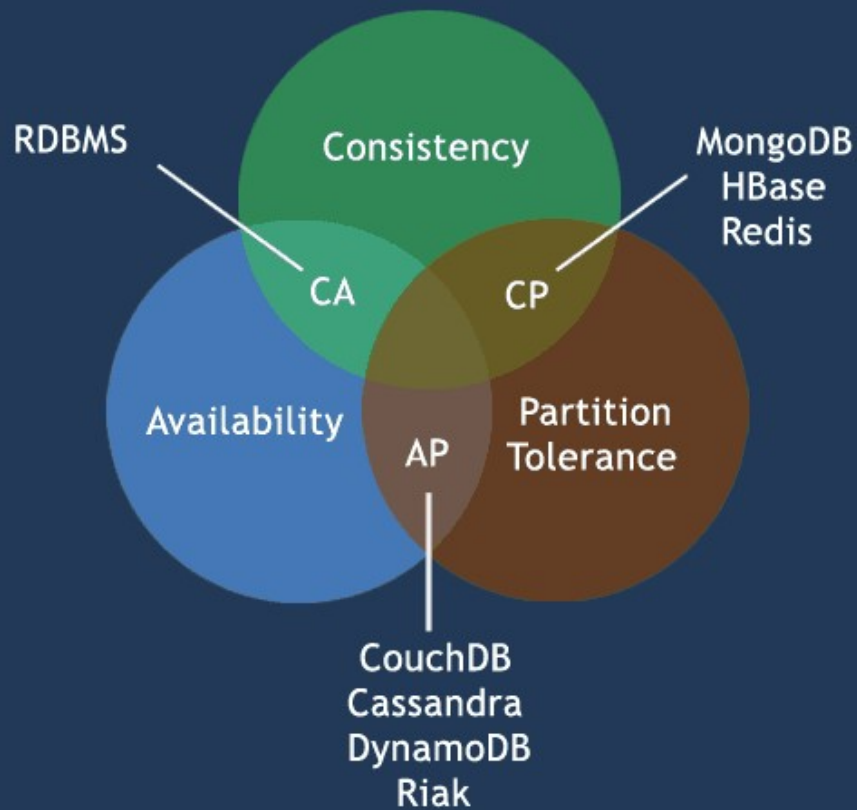 RDBMS
Consistency
MongoDB
HBase
Redis
CA
CP
Availability
Partition
Tolerance
AP
CouchDB
Cassandra
DynamoDB
Riak